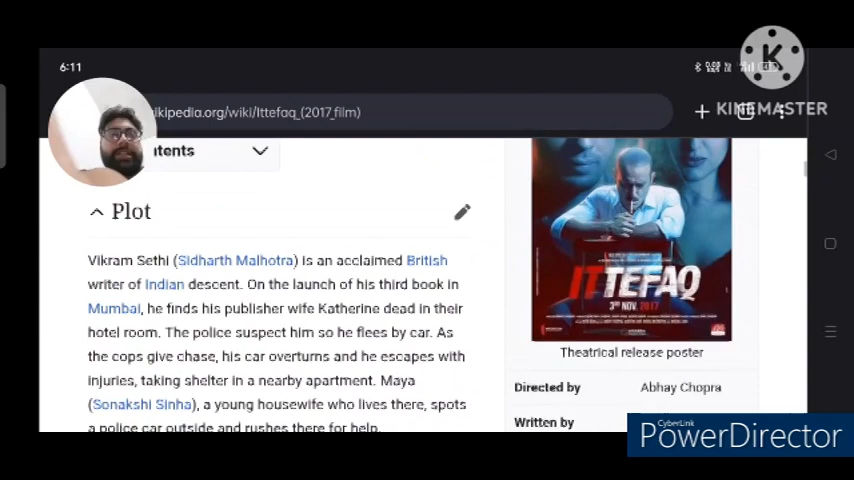 6:11
KINEMASTER
ikipedia.org/wiki/Ittefaq_(2017_film)
ntents
Plot
Vikram Sethi (Sidharth Malhotra) is an acclaimed British
writer of Indian descent. On the launch of his third book in
Mumbai, he finds his publisher wife Katherine dead in their
hotel room. The police suspect him so he flees by car. As
the cops give chase, his car overturns and he escapes with
injuries, taking shelter in a nearby apartment. Maya
(Sonakshi Sinha), a young housewife who lives there, spots
a police car outside and rushes there for help.
ITTEFAQ
3RD NOV. 2017
Theatrical release poster
Directed by Abhay Chopra
Written by
CyberLink
PowerDirector